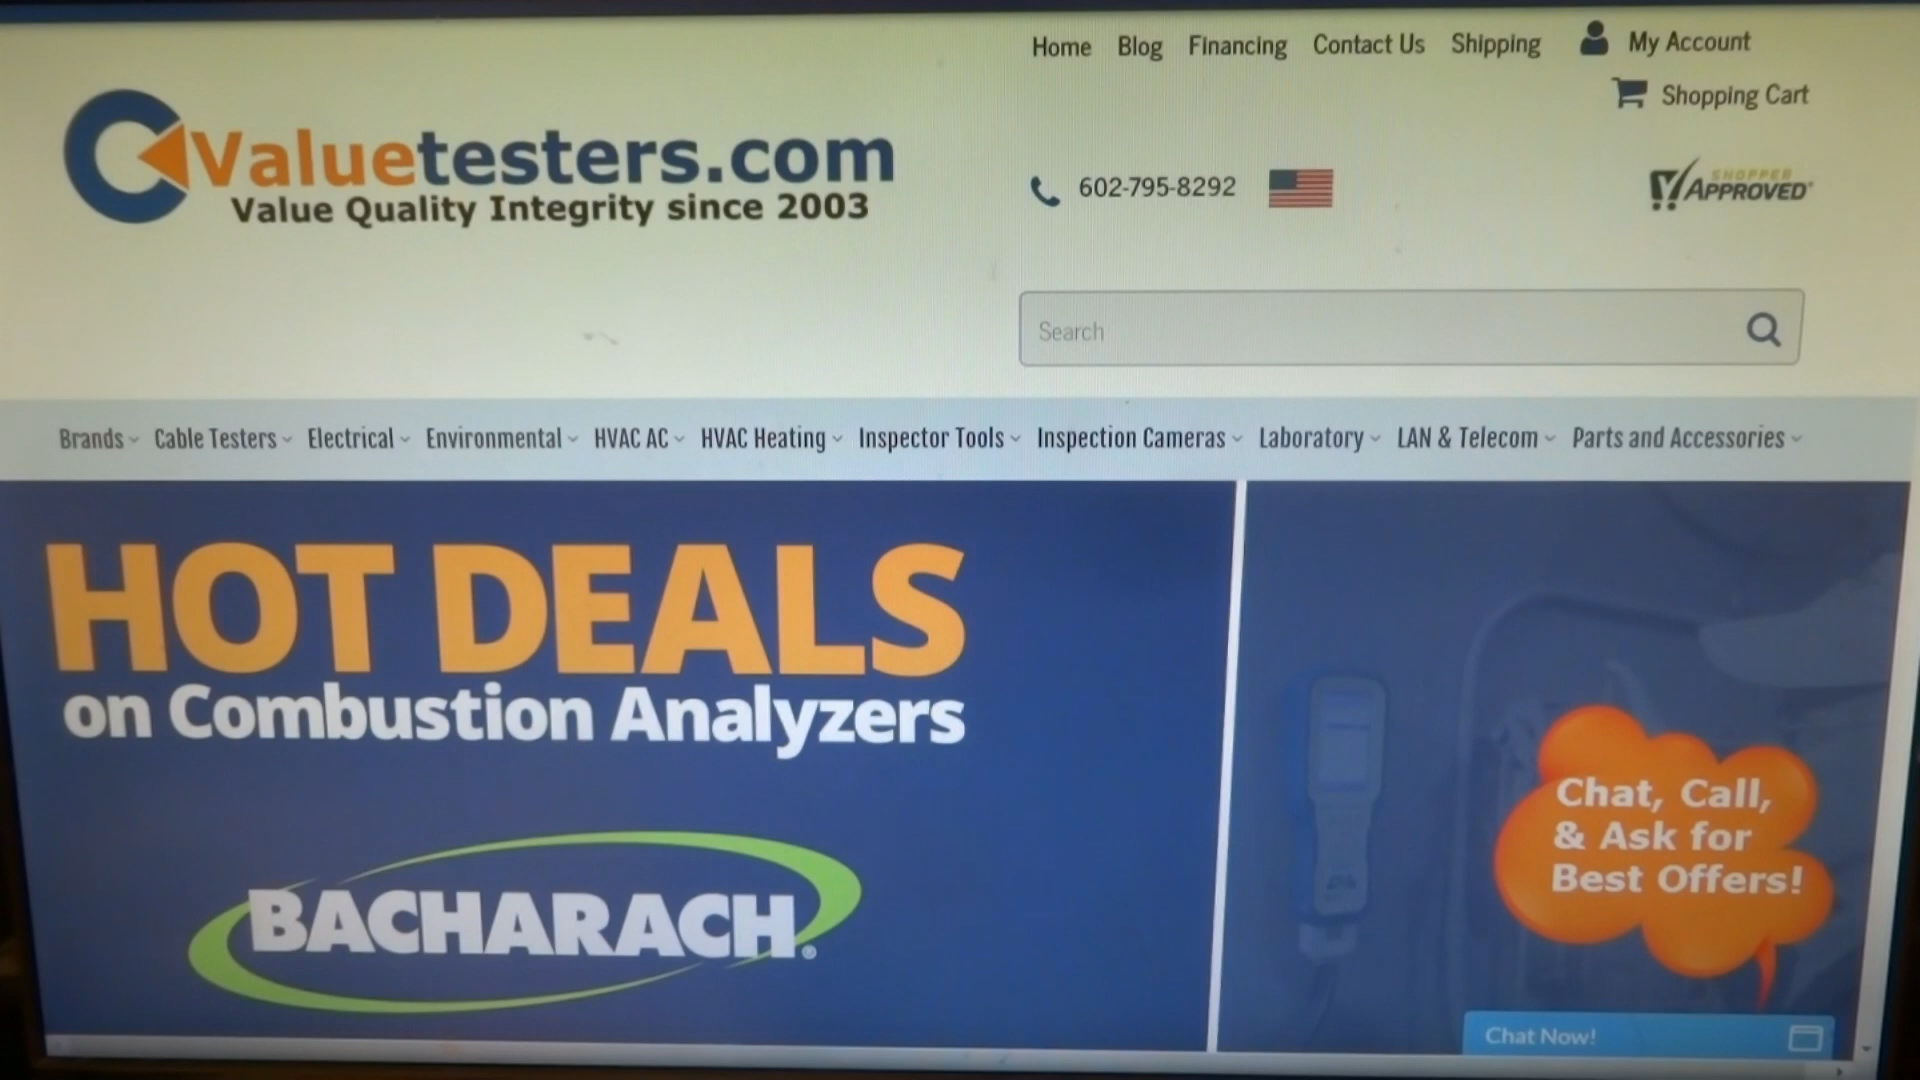 Home Blog Financing Contact Us Shipping My Account
Shopping Cart
Valuetesters.com
Value Quality Integrity since 2003
602-795-8292
SHOPPER
APPROVED
Search
Brands Cable Testers Electrical Environmental HVAC AC HVAC Heating Inspector Tools Inspection Cameras Laboratory LAN & Telecom Parts and Accessories
HOT DEALS
on Combustion Analyzers
BACHARACH®
Chat, Call,
& Ask for
Best Offers!
Chat Now!